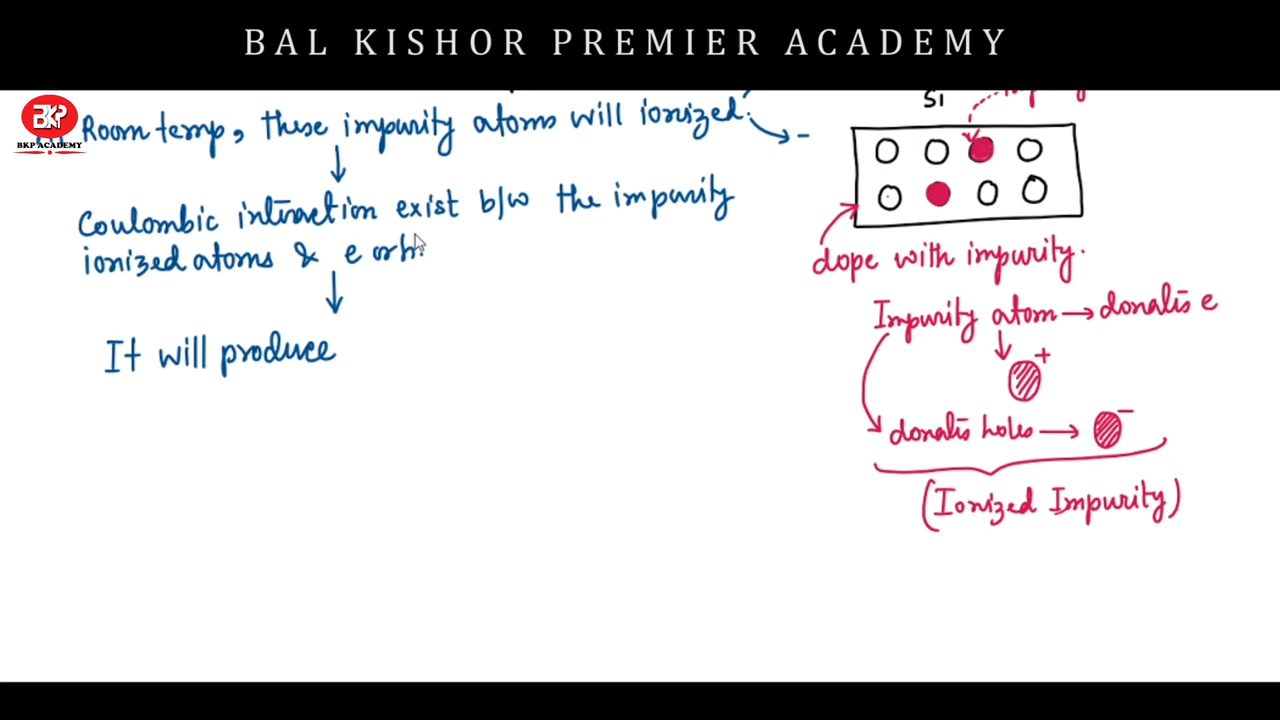 BAL KISHOR PREMIER ACADEMY
BKP
BKP ACADEMY
Room temp, these impurity atoms will ionized.
Coulombic intraction exist b/w the impurity
ionized atoms & e or h
It will produce
Si
dope with impurity.
Impurity atom → donates e
+
donates holes → −
(Ionized Impurity)